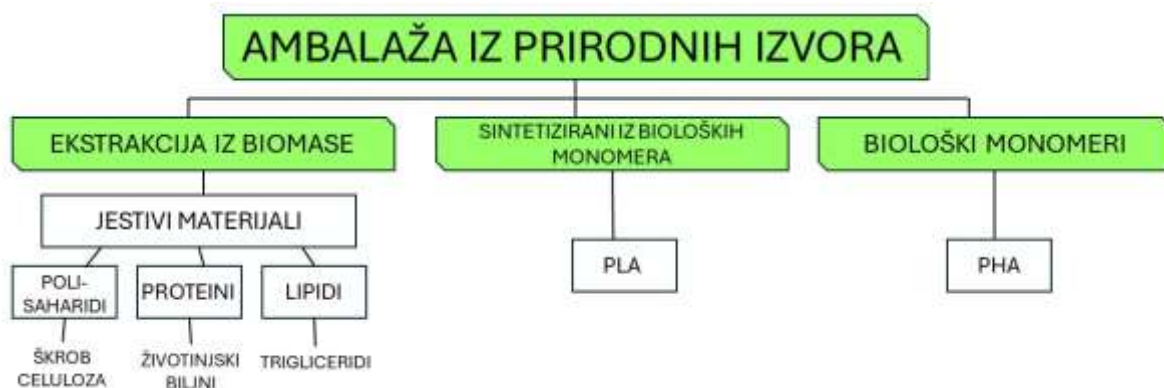 AMBALAŽA IZ PRIRODNIH IZVORA
EKSTRAKCIJA IZ BIOMASE
SINTETIZIRANI IZ BIOLOŠKIH
MONOMERA
BIOLOŠKI MONOMERI
JESTIVI MATERIJALI
PLA
PHA
POLI-
SAHARIDI
PROTEINI
LIPIDI
ŠKROB
CELULOZA
ŽIVOTINJSKI
BILJNI
TRIGLICERIDI